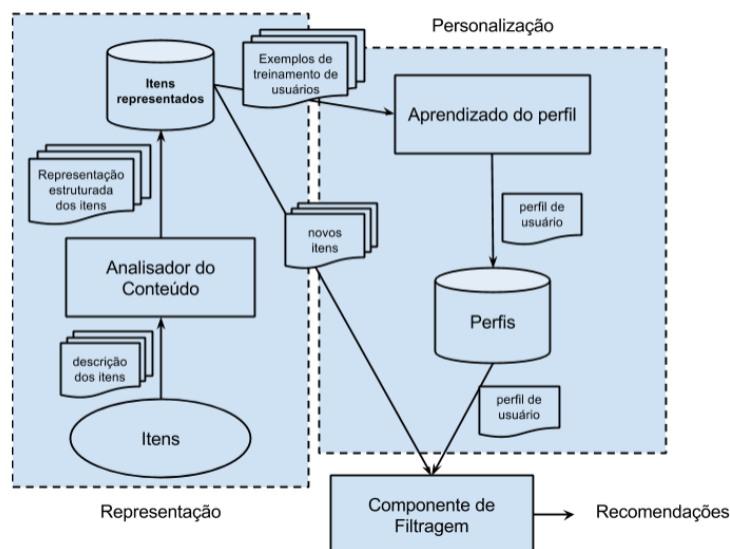 Personalização
Itens
representados
Exemplos de
treinamento de
usuários
Aprendizado do perfil
Representação
estruturada
dos itens
perfil de
usuário
novos
itens
Analisador do
Conteúdo
Perfis
descrição
dos itens
perfil de
usuário
Itens
Componente de
Filtragem
Recomendações
Representação